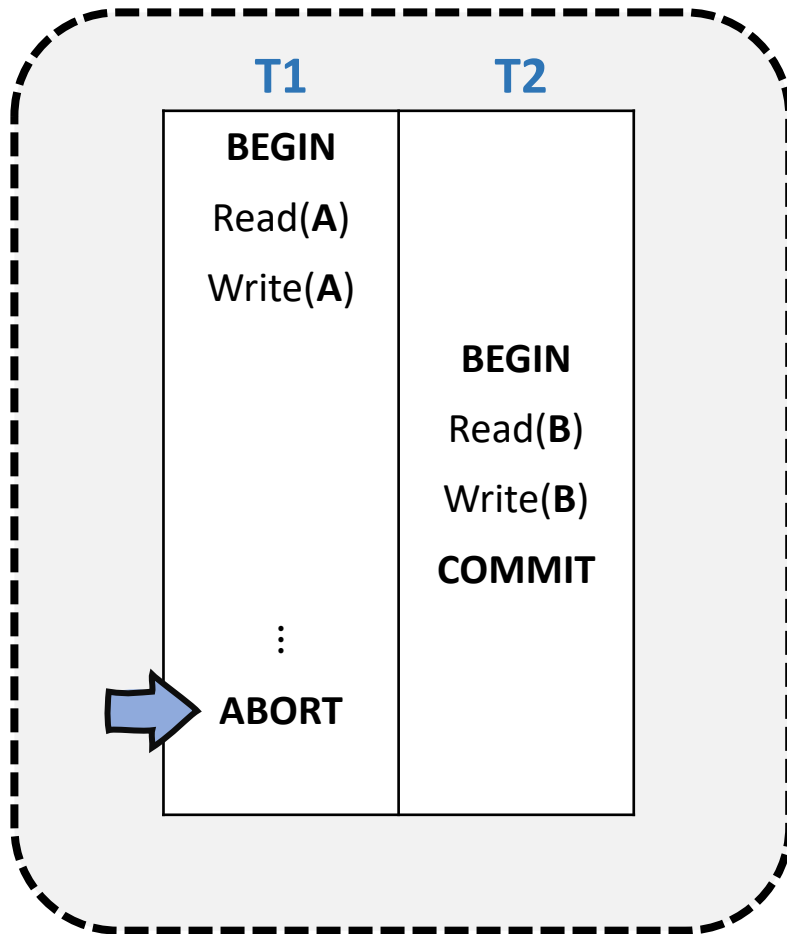 T1 T2
BEGIN
Read(A)
Write(A)
BEGIN
Read(B)
Write(B)
COMMIT
⋮
ABORT